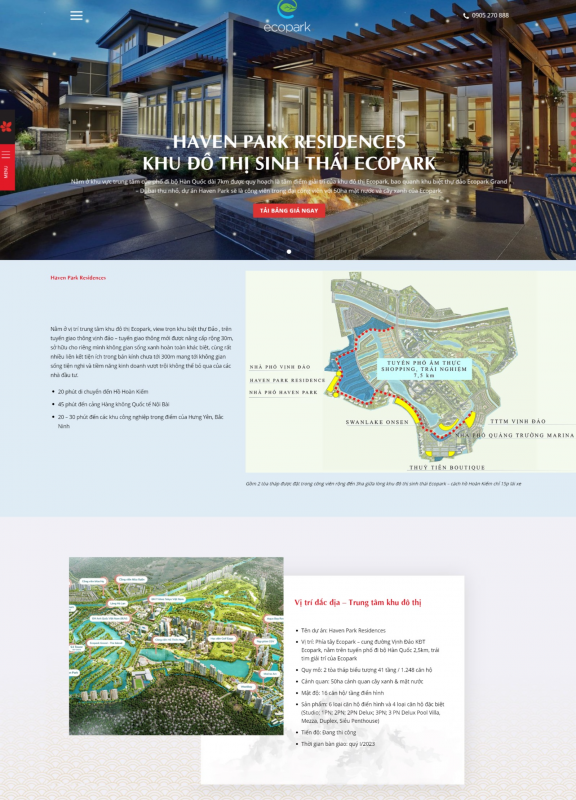 ecopark
0905 270 888
HAVEN PARK RESIDENCES
KHU ĐÔ THỊ SINH THÁI ECOPARK
Nằm ở khu vực trung tâm của phố đi bộ Hàn Quốc dài 7km được quy hoạch là tâm điểm giải trí của khu đô thị Ecopark, bao quanh khu biệt thự đảo Ecopark Grand
– Dubai thu nhỏ, dự án Haven Park sẽ là công viên trong đại công viên với 50ha mặt nước và cây xanh của Ecopark.
MENU
TẢI BẢNG GIÁ NGAY
Haven Park Residences
Nằm ở vị trí trung tâm khu đô thị Ecopark, view trọn khu biệt thự Đảo , trên
tuyến giao thông vịnh đảo – tuyến giao thông mới được nâng cấp rộng 30m,
sở hữu cho riêng mình không gian sống xanh hoàn toàn khác biệt, cùng rất
nhiều liên kết tiện ích trong bán kính chưa tới 300m mang tới không gian
sống tiện nghi và tiềm năng kinh doanh vượt trội không thể bỏ qua của các
nhà đầu tư.
20 phút di chuyển đến Hồ Hoàn Kiếm
45 phút đến cảng Hàng không Quốc tế Nội Bài
20 – 30 phút đến các khu công nghiệp trọng điểm của Hưng Yên, Bắc
Ninh
TUYẾN PHỐ ẨM THỰC
SHOPPING, TRẢI NGHIỆM
7,5 km
NHÀ PHỐ VỊNH ĐẢO
HAVEN PARK RESIDENCE
NHÀ PHỐ HAVEN PARK
SWANLAKE ONSEN
TTTM VỊNH ĐẢO
NHÀ PHỐ QUẢNG TRƯỜNG MARINA
THUỶ TIÊN BOUTIQUE
Gồm 2 tòa tháp được đặt trong công viên rộng đến 5ha giữa lòng khu đô thị sinh thái Ecopark – cách hồ Hoàn Kiếm chỉ 15p lái xe
Vị trí đắc địa – Trung tâm khu đô thị
Tên dự án: Haven Park Residences
Vị trí: Phía tây Ecopark – cung đường Vịnh Đảo KĐT
Ecopark, nằm trên tuyến phố đi bộ Hàn Quốc 2,5km, trái
tim giải trí của Ecopark
Quy mô: 2 tòa tháp biểu tượng 41 tầng / 1.248 căn hộ
Cảnh quan: 50ha cảnh quan cây xanh & mặt nước
Mật độ: 16 căn hộ/ tầng điển hình
Sản phẩm: 6 loại căn hộ điển hình và 4 loại căn hộ đặc biệt
(Studio; 1PN; 2PN; 2PN Delux; 3PN; 3 PN Delux Pool Villa,
Mezza, Duplex, Siêu Penthouse)
Tiến độ: Đang thi công
Thời gian bàn giao: quý I/2023